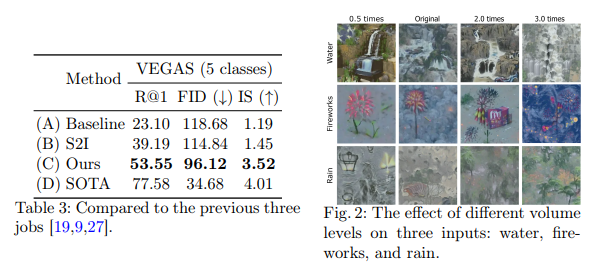 Method VEGAS (5 classes)
R@1 FID (↓) IS (↑)
(A) Baseline 23.10 118.68 1.19
(B) S2I 39.19 114.84 1.45
(C) Ours 53.55 96.12 3.52
(D) SOTA 77.58 34.68 4.01
Table 3: Compared to the previous three
jobs [19,9,27].
0.5 times Original 2.0 times 3.0 times
Water
Fireworks
Rain
Fig. 2: The effect of different volume
levels on three inputs: water, fire-
works, and rain.